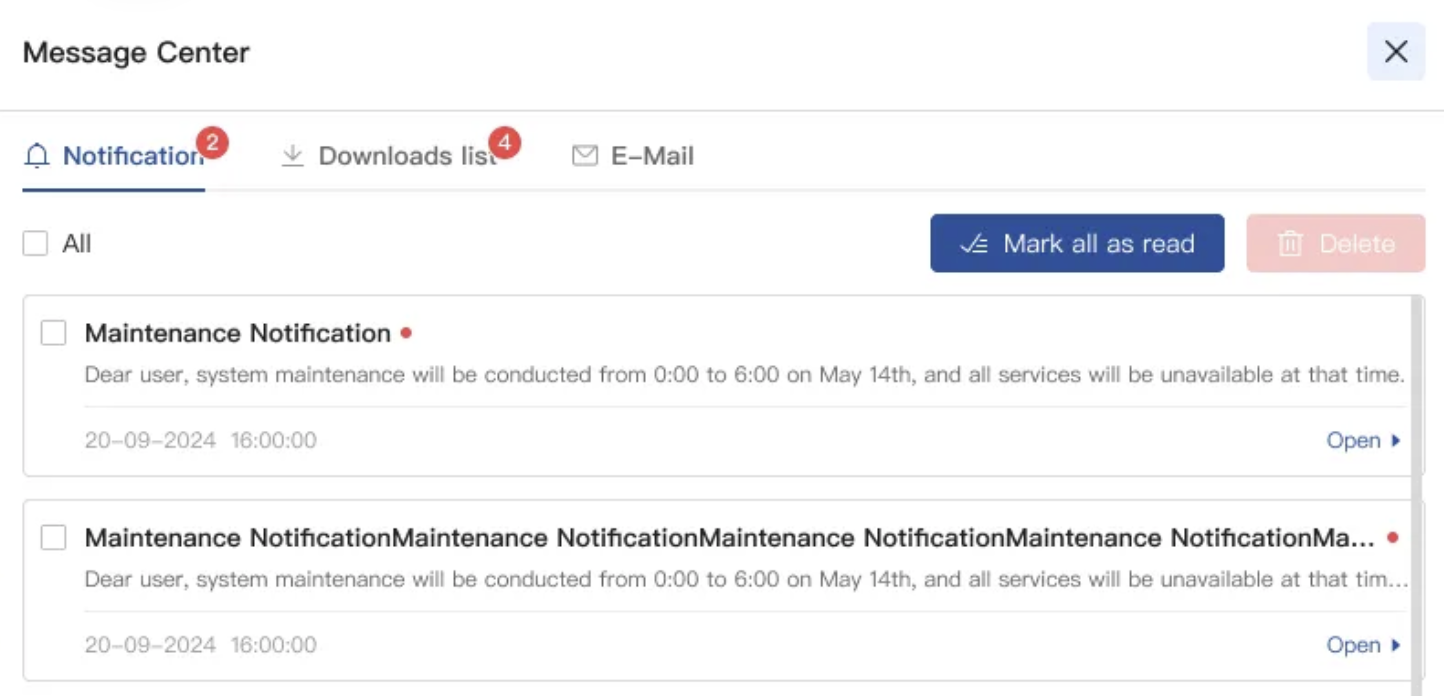 Message Center
Notification 2 Downloads list 4 E-Mail
All Mark all as read Delete
Maintenance Notification
Dear user, system maintenance will be conducted from 0:00 to 6:00 on May 14th, and all services will be unavailable at that time.
20-09-2024 16:00:00 Open
Maintenance NotificationMaintenance NotificationMaintenance NotificationMaintenance NotificationMa...
Dear user, system maintenance will be conducted from 0:00 to 6:00 on May 14th, and all services will be unavailable at that tim...
20-09-2024 16:00:00 Open